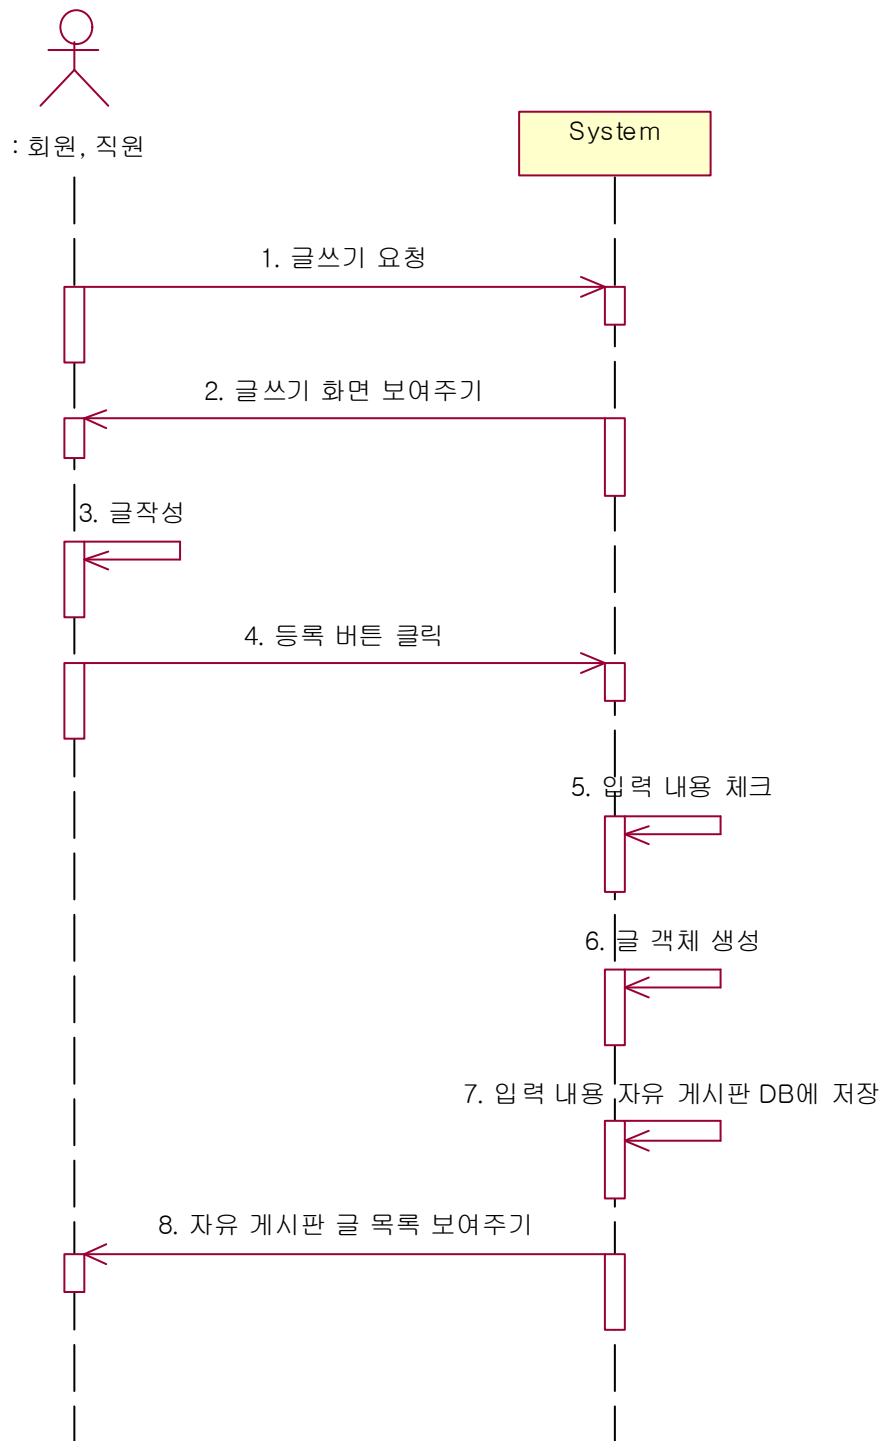 : 회원, 직원
System
1. 글쓰기 요청
2. 글쓰기 화면 보여주기
3. 글작성
4. 등록 버튼 클릭
5. 입력 내용 체크
6. 글 객체 생성
7. 입력 내용 자유 게시판 DB에 저장
8. 자유 게시판 글 목록 보여주기